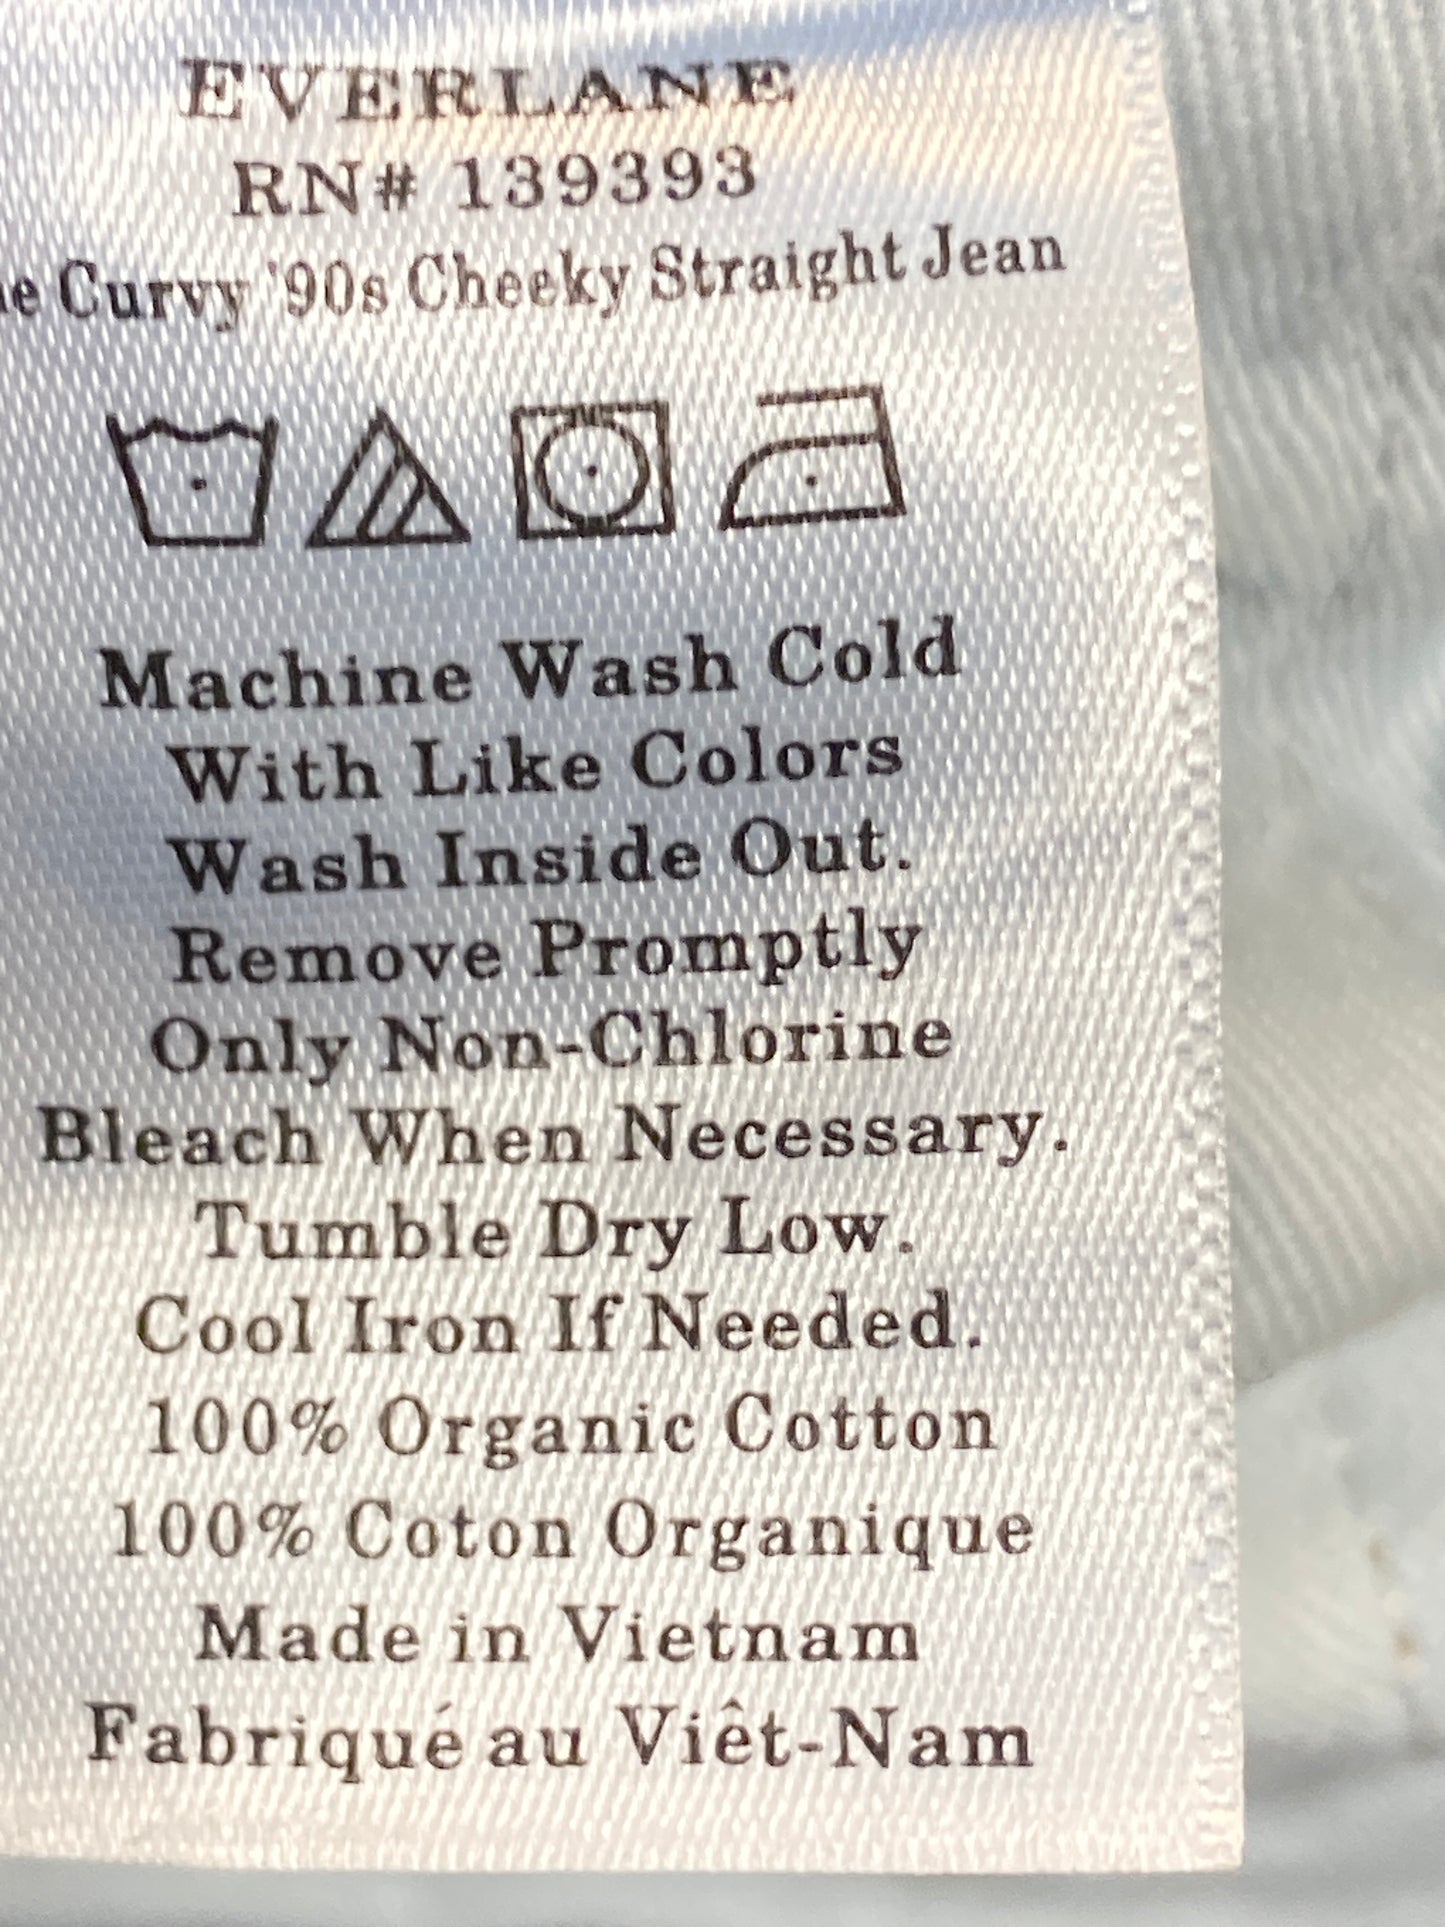 EVERLANE
RN# 139393
Curvy '90s Cheeky Straight Jean
Machine Wash Cold
With Like Colors
Wash Inside Out.
Remove Promptly
Only Non-Chlorine
Bleach When Necessary.
Tumble Dry Low.
Cool Iron If Needed.
100% Organic Cotton
100% Coton Organique
Made in Vietnam
Fabriqué au Viêt-Nam